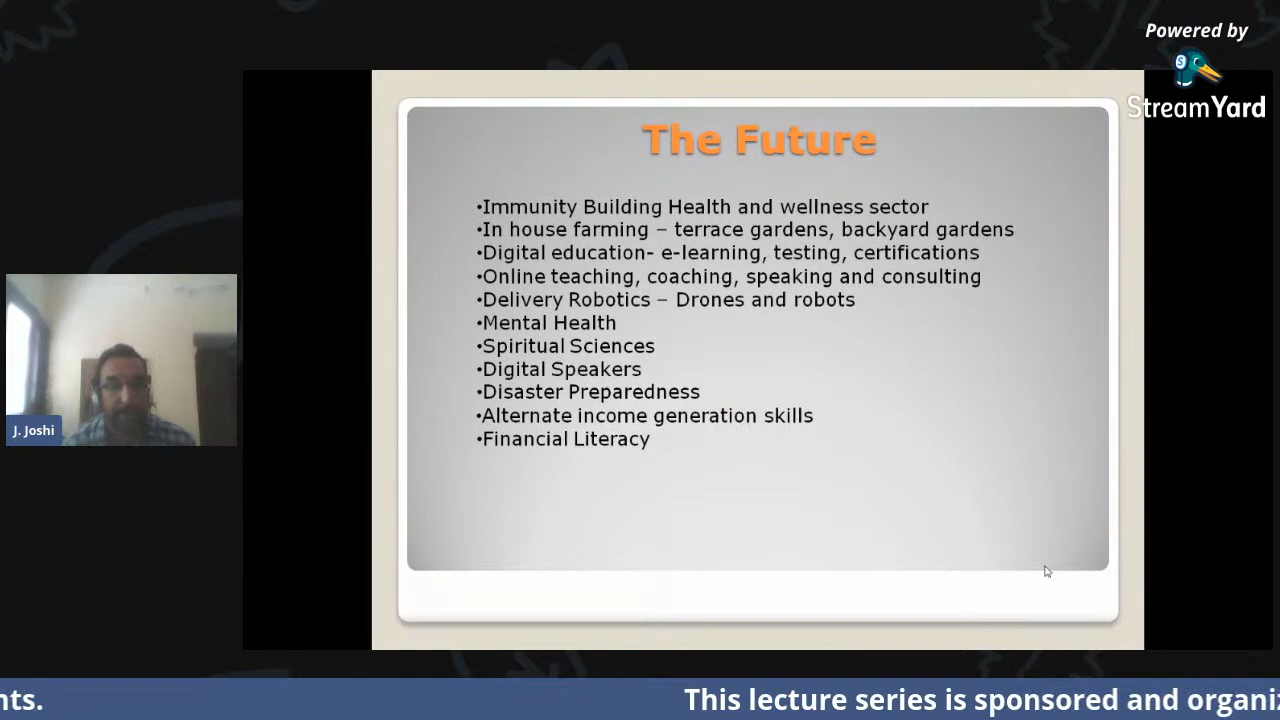 Powered by
StreamYard
The Future
•Immunity Building Health and wellness sector
•In house farming – terrace gardens, backyard gardens
•Digital education- e-learning, testing, certifications
•Online teaching, coaching, speaking and consulting
•Delivery Robotics – Drones and robots
•Mental Health
•Spiritual Sciences
•Digital Speakers
•Disaster Preparedness
•Alternate income generation skills
•Financial Literacy
J. Joshi
nts. This lecture series is sponsored and organiz